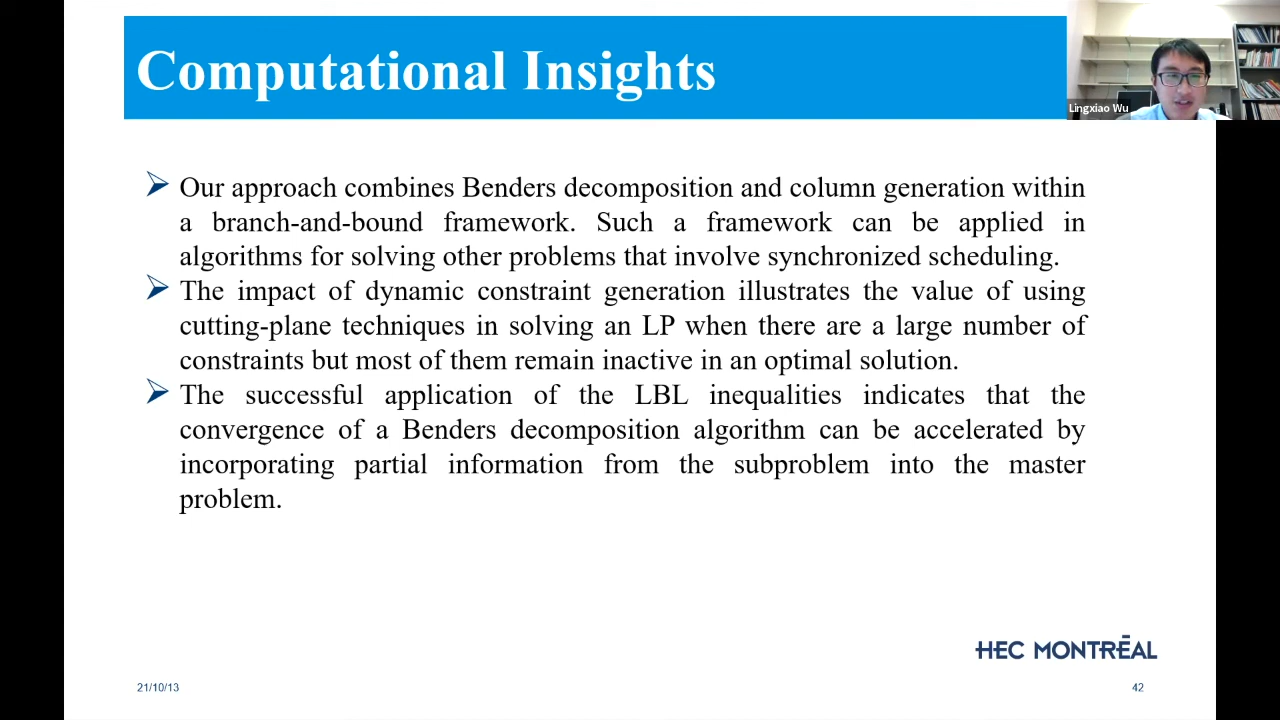 Computational Insights
Lingxiao Wu
Our approach combines Benders decomposition and column generation within
a branch-and-bound framework. Such a framework can be applied in
algorithms for solving other problems that involve synchronized scheduling.
The impact of dynamic constraint generation illustrates the value of using
cutting-plane techniques in solving an LP when there are a large number of
constraints but most of them remain inactive in an optimal solution.
The successful application of the LBL inequalities indicates that the
convergence of a Benders decomposition algorithm can be accelerated by
incorporating partial information from the subproblem into the master
problem.
HEC MONTRĒAL
21/10/13
42